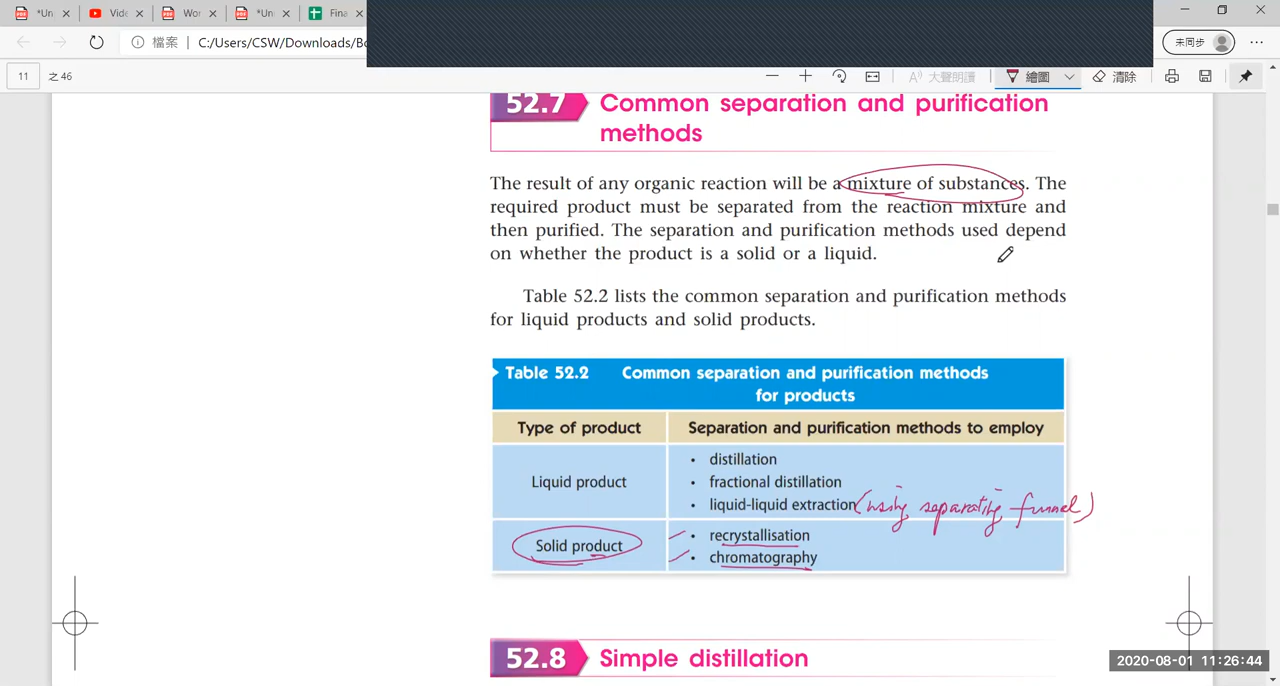 *Un
Vide
Wor
*Un
Fina
檔案
C:/Users/CSW/Downloads/Bo
未同步
11 之 46
大聲朗讀
繪圖
清除
52.7 Common separation and purification
methods
The result of any organic reaction will be a mixture of substances. The
required product must be separated from the reaction mixture and
then purified. The separation and purification methods used depend
on whether the product is a solid or a liquid.
Table 52.2 lists the common separation and purification methods
for liquid products and solid products.
Table 52.2 Common separation and purification methods
for products
Type of product Separation and purification methods to employ
Liquid product
• distillation
• fractional distillation
• liquid-liquid extraction (using separating funnel)
Solid product
• recrystallisation
• chromatography
52.8 Simple distillation
2020-08-01 11:26:44